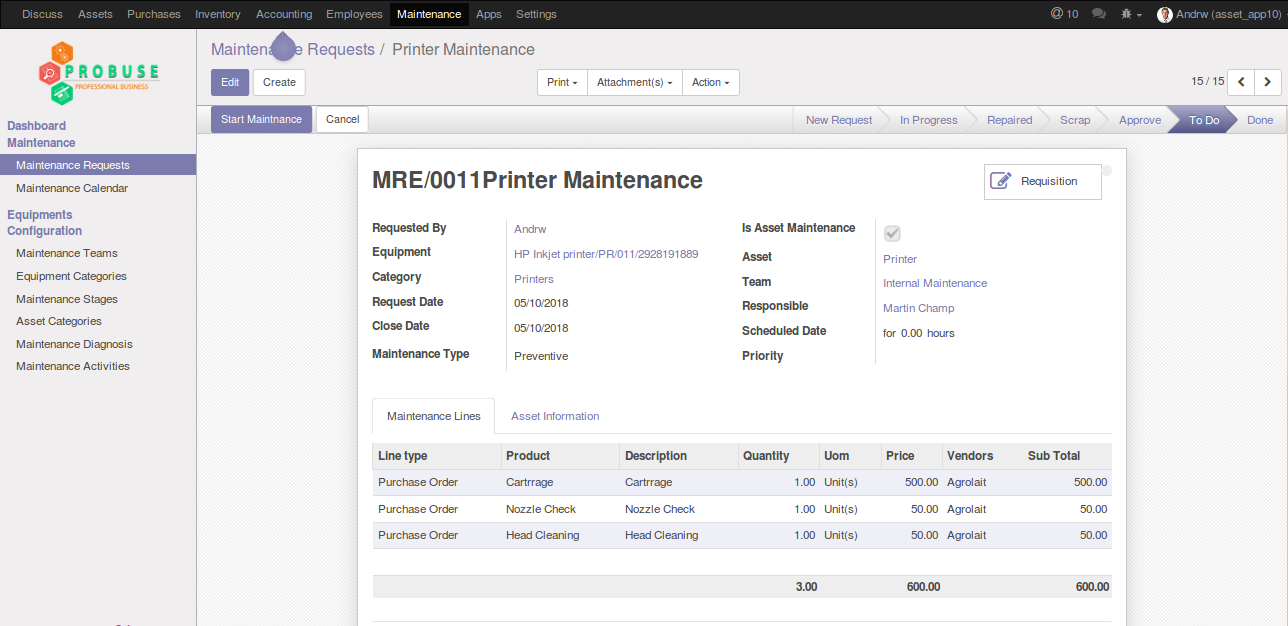 Discuss Assets Purchases Inventory Accounting Employees Maintenance Apps Settings @ 10 Andrw (asset_app10)
PROBUSE
PROFESSIONAL BUSINESS
Maintenance Requests / Printer Maintenance
Edit Create Print Attachment(s) Action 15 / 15
Start Maintnance Cancel New Request In Progress Repaired Scrap Approve To Do Done
Dashboard
Maintenance
Maintenance Requests
Maintenance Calendar
Equipments
Configuration
Maintenance Teams
Equipment Categories
Maintenance Stages
Asset Categories
Maintenance Diagnosis
Maintenance Activities
MRE/0011Printer Maintenance
Requisition
Requested By Andrw
Equipment HP Inkjet printer/PR/011/2928191889
Category Printers
Request Date 05/10/2018
Close Date 05/10/2018
Maintenance Type Preventive
Is Asset Maintenance
Asset Printer
Team Internal Maintenance
Responsible Martin Champ
Scheduled Date for 0.00 hours
Priority
Maintenance Lines Asset Information
Line type Product Description Quantity Uom Price Vendors Sub Total
Purchase Order Cartrrage Cartrrage 1.00 Unit(s) 500.00 Agrolait 500.00
Purchase Order Nozzle Check Nozzle Check 1.00 Unit(s) 50.00 Agrolait 50.00
Purchase Order Head Cleaning Head Cleaning 1.00 Unit(s) 50.00 Agrolait 50.00
3.00 600.00 600.00